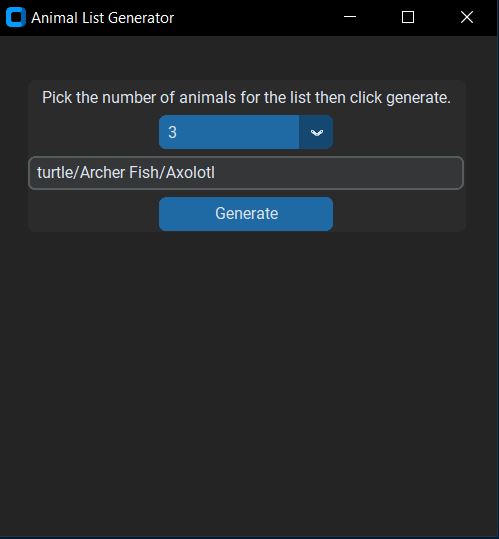 Animal List Generator
Pick the number of animals for the list then click generate.
3
turtle/Archer Fish/Axolotl
Generate